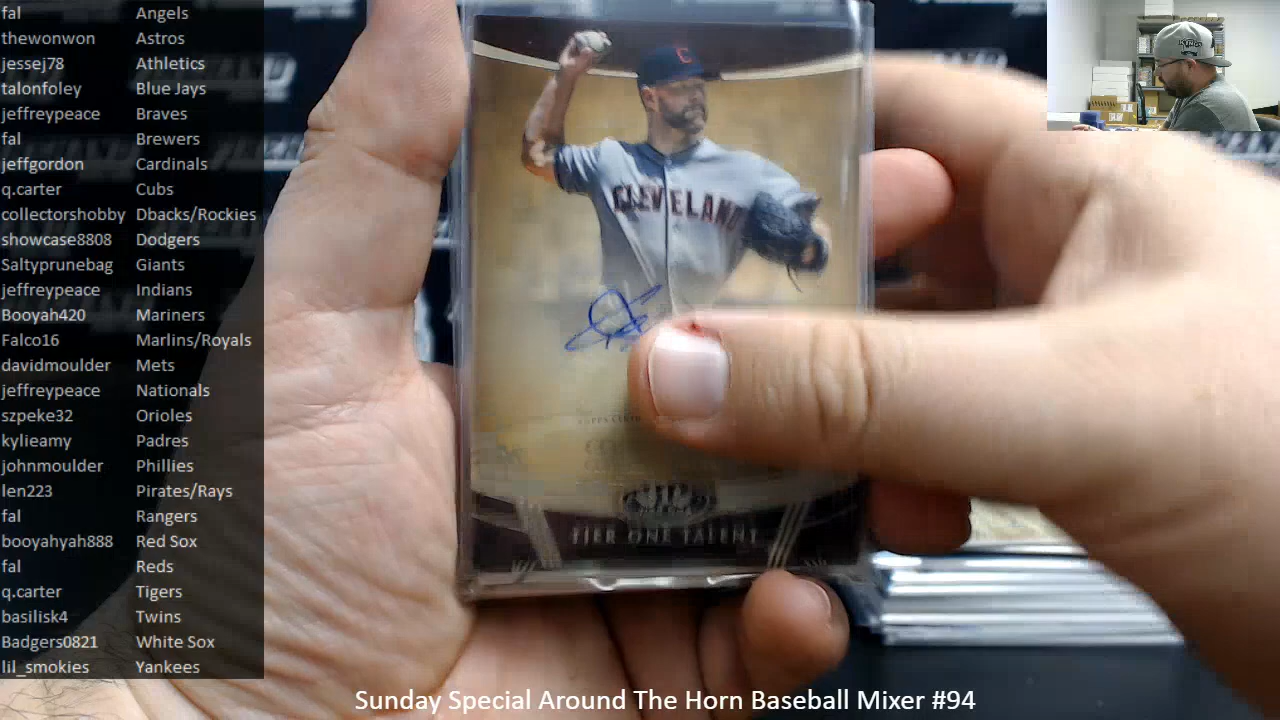 fal Angels
thewonwon Astros
jessej78 Athletics
talonfoley Blue Jays
jeffreypeace Braves
fal Brewers
jeffgordon Cardinals
q.carter Cubs
collectorshobby Dbacks/Rockies
showcase8808 Dodgers
Saltyprunebag Giants
jeffreypeace Indians
Booyah420 Mariners
Falco16 Marlins/Royals
davidmoulder Mets
jeffreypeace Nationals
szpeke32 Orioles
kylieamy Padres
johnmoulder Phillies
len223 Pirates/Rays
fal Rangers
booyahyah888 Red Sox
fal Reds
q.carter Tigers
basilisk4 Twins
Badgers0821 White Sox
lil_smokies Yankees
C
CLEVELAND
TIER ONE TALENT
Sunday Special Around The Horn Baseball Mixer #94